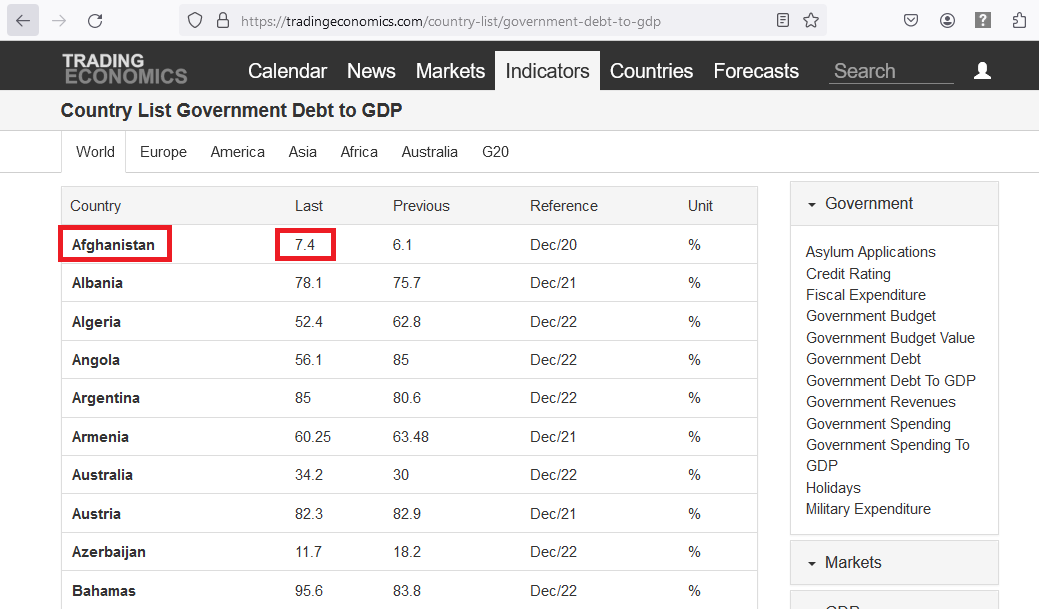 https://tradingeconomics.com/country-list/government-debt-to-gdp
TRADING
ECONOMICS
Calendar News Markets Indicators Countries Forecasts Search
Country List Government Debt to GDP
World Europe America Asia Africa Australia G20
Country Last Previous Reference Unit
Afghanistan 7.4 6.1 Dec/20 %
Albania 78.1 75.7 Dec/21 %
Algeria 52.4 62.8 Dec/22 %
Angola 56.1 85 Dec/22 %
Argentina 85 80.6 Dec/22 %
Armenia 60.25 63.48 Dec/21 %
Australia 34.2 30 Dec/22 %
Austria 82.3 82.9 Dec/21 %
Azerbaijan 11.7 18.2 Dec/22 %
Bahamas 95.6 83.8 Dec/22 %
Government
Asylum Applications
Credit Rating
Fiscal Expenditure
Government Budget
Government Budget Value
Government Debt
Government Debt To GDP
Government Revenues
Government Spending
Government Spending To
GDP
Holidays
Military Expenditure
Markets
GDP